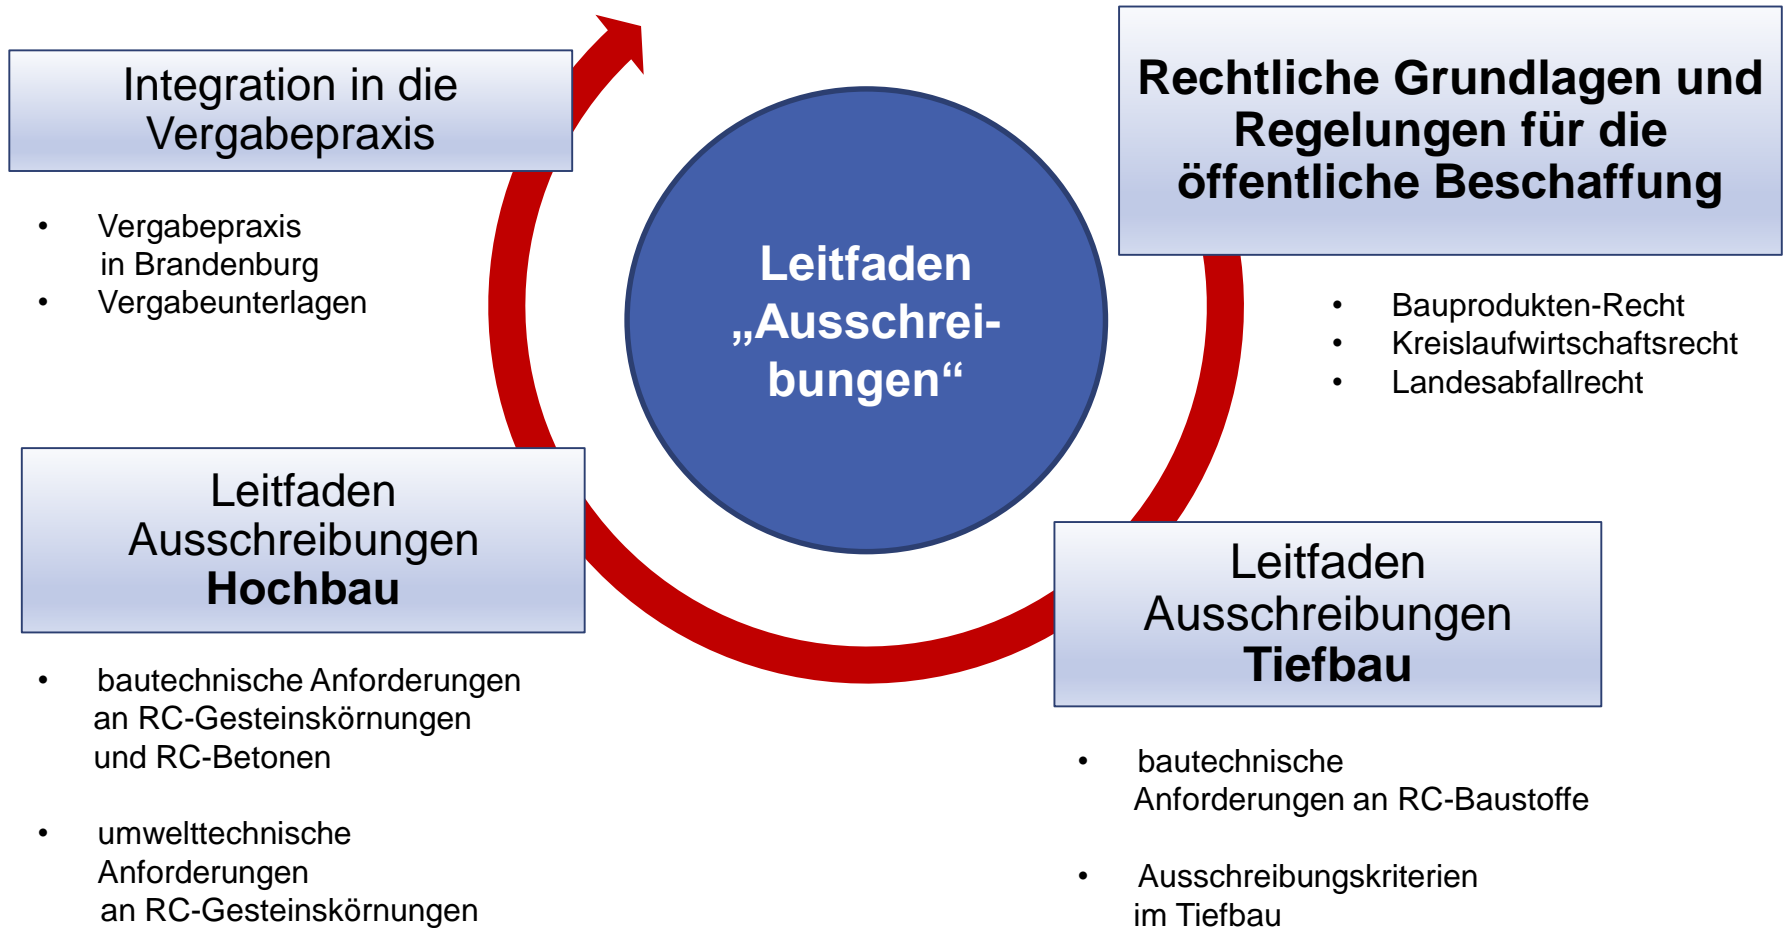 Integration in die
Vergabepraxis
• Vergabepraxis
in Brandenburg
• Vergabeunterlagen
Leitfaden
„Ausschrei-
bungen“
Rechtliche Grundlagen und
Regelungen für die
öffentliche Beschaffung
• Bauprodukten-Recht
• Kreislaufwirtschaftsrecht
• Landesabfallrecht
Leitfaden
Ausschreibungen
Hochbau
• bautechnische Anforderungen
an RC-Gesteinskörnungen
und RC-Betonen
• umwelttechnische
Anforderungen
an RC-Gesteinskörnungen
Leitfaden
Ausschreibungen
Tiefbau
• bautechnische
Anforderungen an RC-Baustoffe
• Ausschreibungskriterien
im Tiefbau